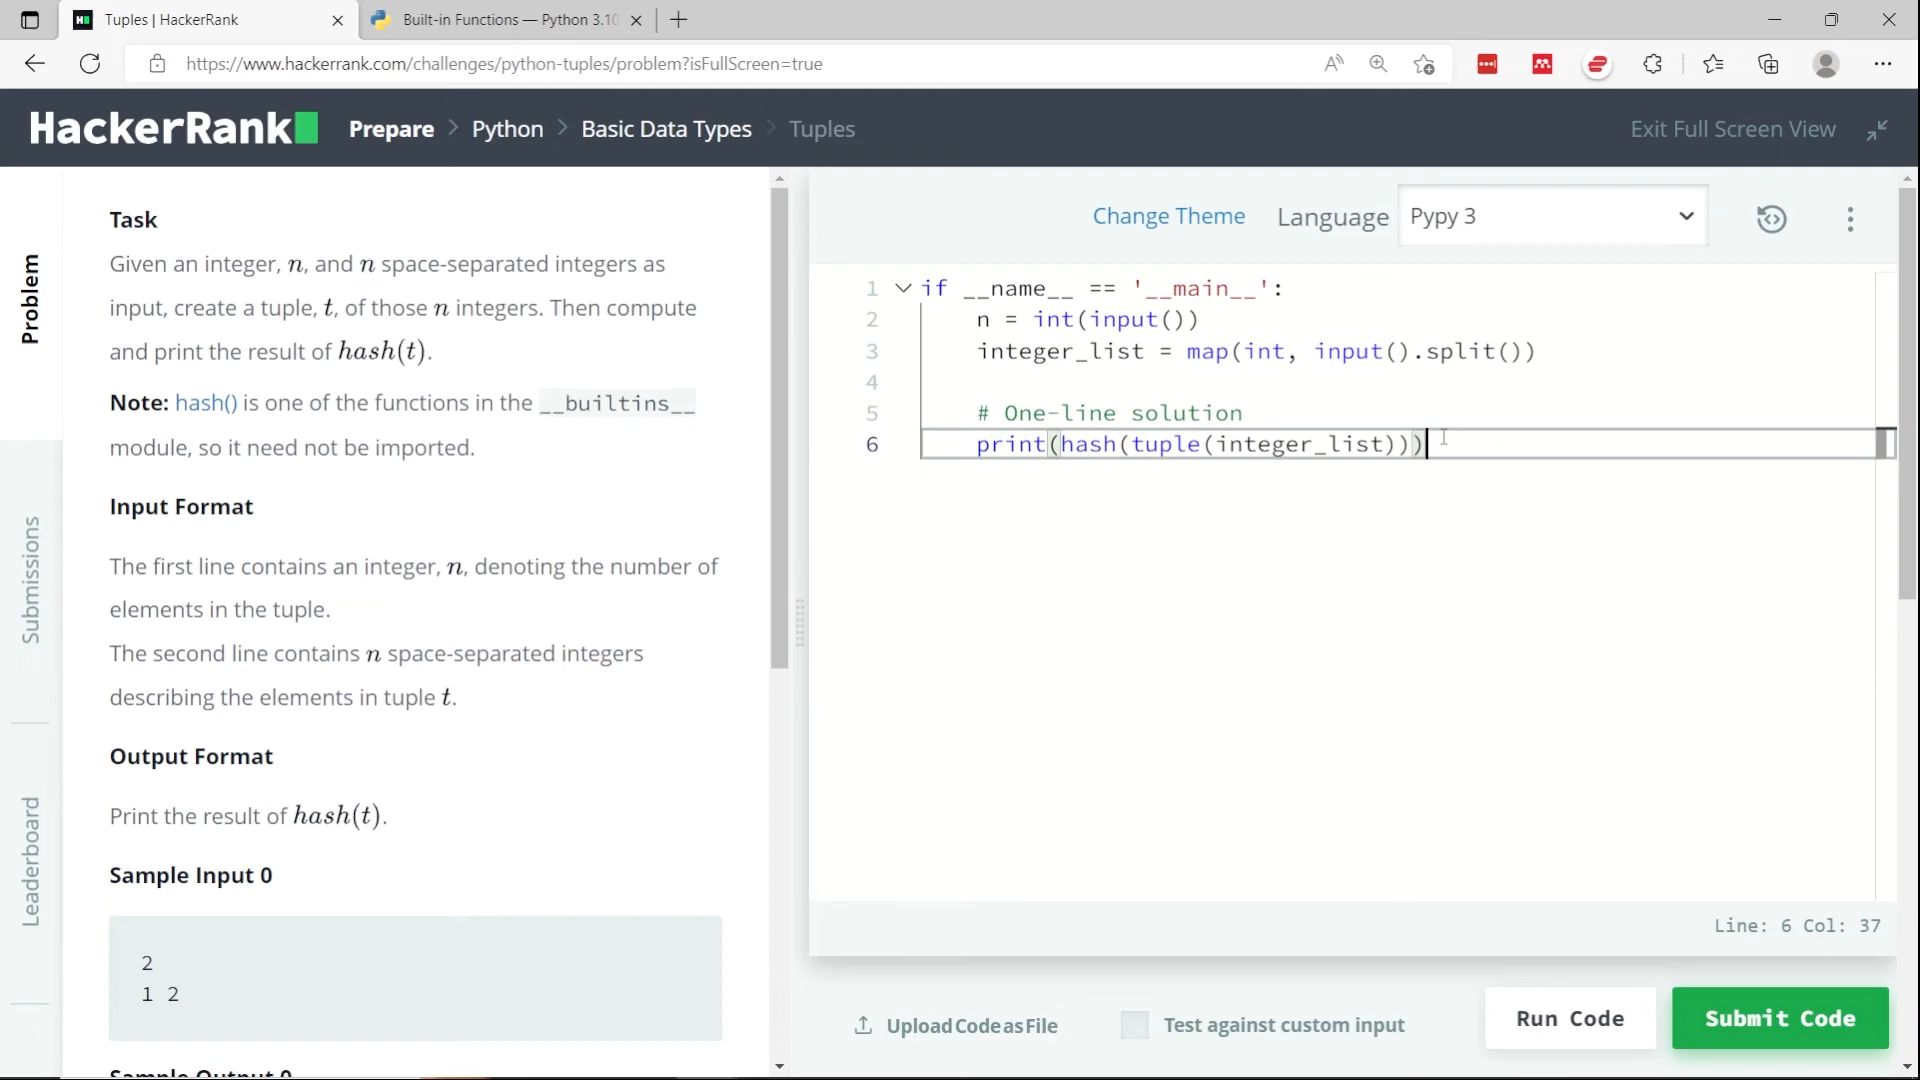 Tuples | HackerRank
Built-in Functions — Python 3.10
https://www.hackerrank.com/challenges/python-tuples/problem?isFullScreen=true
HackerRank
Prepare > Python > Basic Data Types > Tuples
Exit Full Screen View
Problem
Submissions
Leaderboard
Task
Given an integer, n, and n space-separated integers as
input, create a tuple, t, of those n integers. Then compute
and print the result of hash(t).
Note: hash() is one of the functions in the __builtins__
module, so it need not be imported.
Input Format
The first line contains an integer, n, denoting the number of
elements in the tuple.
The second line contains n space-separated integers
describing the elements in tuple t.
Output Format
Print the result of hash(t).
Sample Input 0
2
1 2
Sample Output 0
Change Theme
Language
Pypy 3
1 if __name__ == '__main__':
2 n = int(input())
3 integer_list = map(int, input().split())
4
5 # One-line solution
6 print(hash(tuple(integer_list)))
Line: 6 Col: 37
Upload Code as File
Test against custom input
Run Code
Submit Code